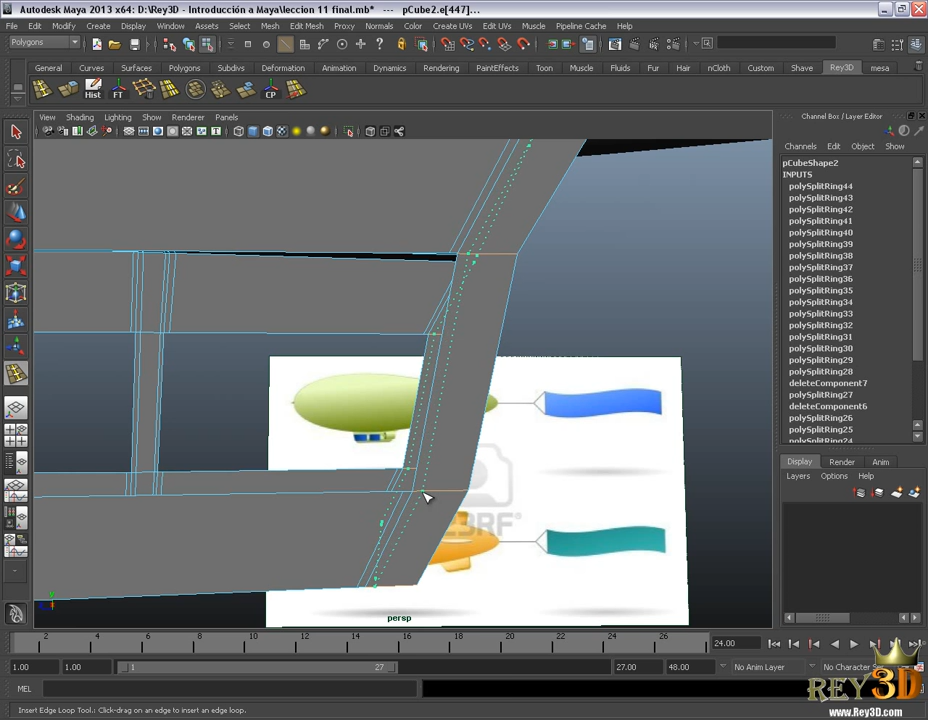 Autodesk Maya 2013 x64: D:\Rey3D - Introducción a Maya\leccion 11 final.mb* --- pCube2.e[447]...
File Edit Modify Create Display Window Assets Select Mesh Edit Mesh Proxy Normals Color Create UVs Edit UVs Muscle Pipeline Cache Help
Polygons
General Curves Surfaces Polygons Subdivs Deformation Animation Dynamics Rendering PaintEffects Toon Muscle Fluids Fur Hair nCloth Custom Shave Rey3D mesa
Hist FT CP
View Shading Lighting Show Renderer Panels
Channel Box / Layer Editor
Channels Edit Object Show
pCubeShape2
INPUTS
polySplitRing44
polySplitRing43
polySplitRing42
polySplitRing41
polySplitRing40
polySplitRing39
polySplitRing38
polySplitRing37
polySplitRing36
polySplitRing35
polySplitRing34
polySplitRing33
polySplitRing32
polySplitRing31
polySplitRing30
polySplitRing29
polySplitRing28
deleteComponent7
polySplitRing27
deleteComponent6
polySplitRing26
polySplitRing25
polySplitRing24
Display Render Anim
Layers Options Help
persp
2 4 6 8 10 12 14 16 18 20 22 24 26
24.00
1.00 1.00 1 27 27.00 48.00 No Anim Layer No Character Se
MEL
REY3D
www.Rey3D.com
Insert Edge Loop Tool.: Click-drag on an edge to insert an edge loop.